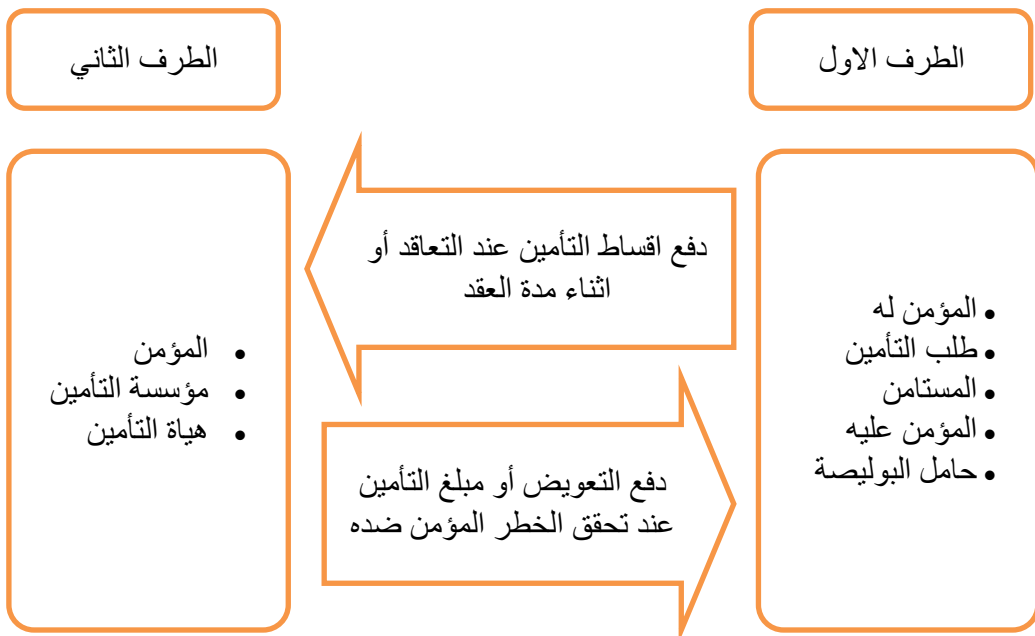 الطرف الاول
الطرف الثاني
المؤمن له
طلب التأمين
المستامن
المؤمن عليه
حامل البوليصة
دفع اقساط التأمين عند التعاقد أو
اثناء مدة العقد
دفع التعويض أو مبلغ التأمين
عند تحقق الخطر المؤمن ضده
المؤمن
مؤسسة التأمين
هياة التأمين